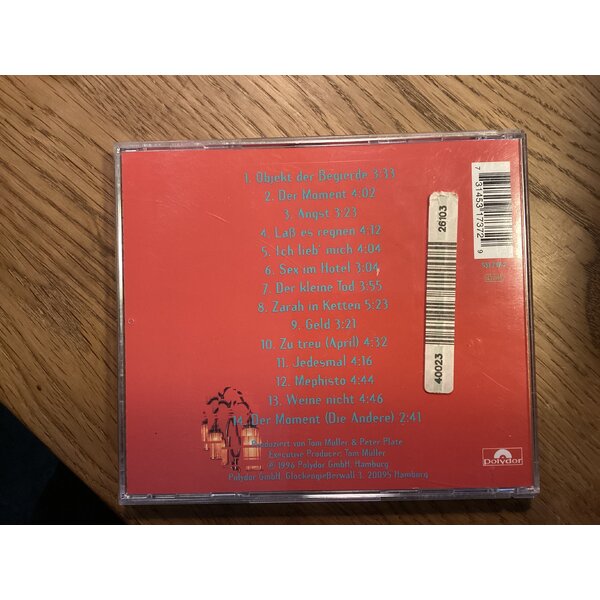 1. Objekt der Begierde 3:33
2. Der Moment 4:02
3. Angst 3:23
4. Laß es regnen 4:12
5. Ich lieb' mich 4:04
6. Sex im Hotel 3:04
7. Der kleine Tod 3:55
8. Zarah in Ketten 5:23
9. Geld 3:21
10. Zu treu (April) 4:32
11. Jedesmal 4:16
12. Mephisto 4:44
13. Weine nicht 4:46
14. Der Moment (Die Andere) 2:41
Produziert von Tom Müller & Peter Plate
Executive Producer: Tom Müller
℗ 1996 Polydor GmbH, Hamburg
Polydor GmbH, Glockengießerwall 3, 20095 Hamburg
7 31453 17372 9
26103
40023
Polydor